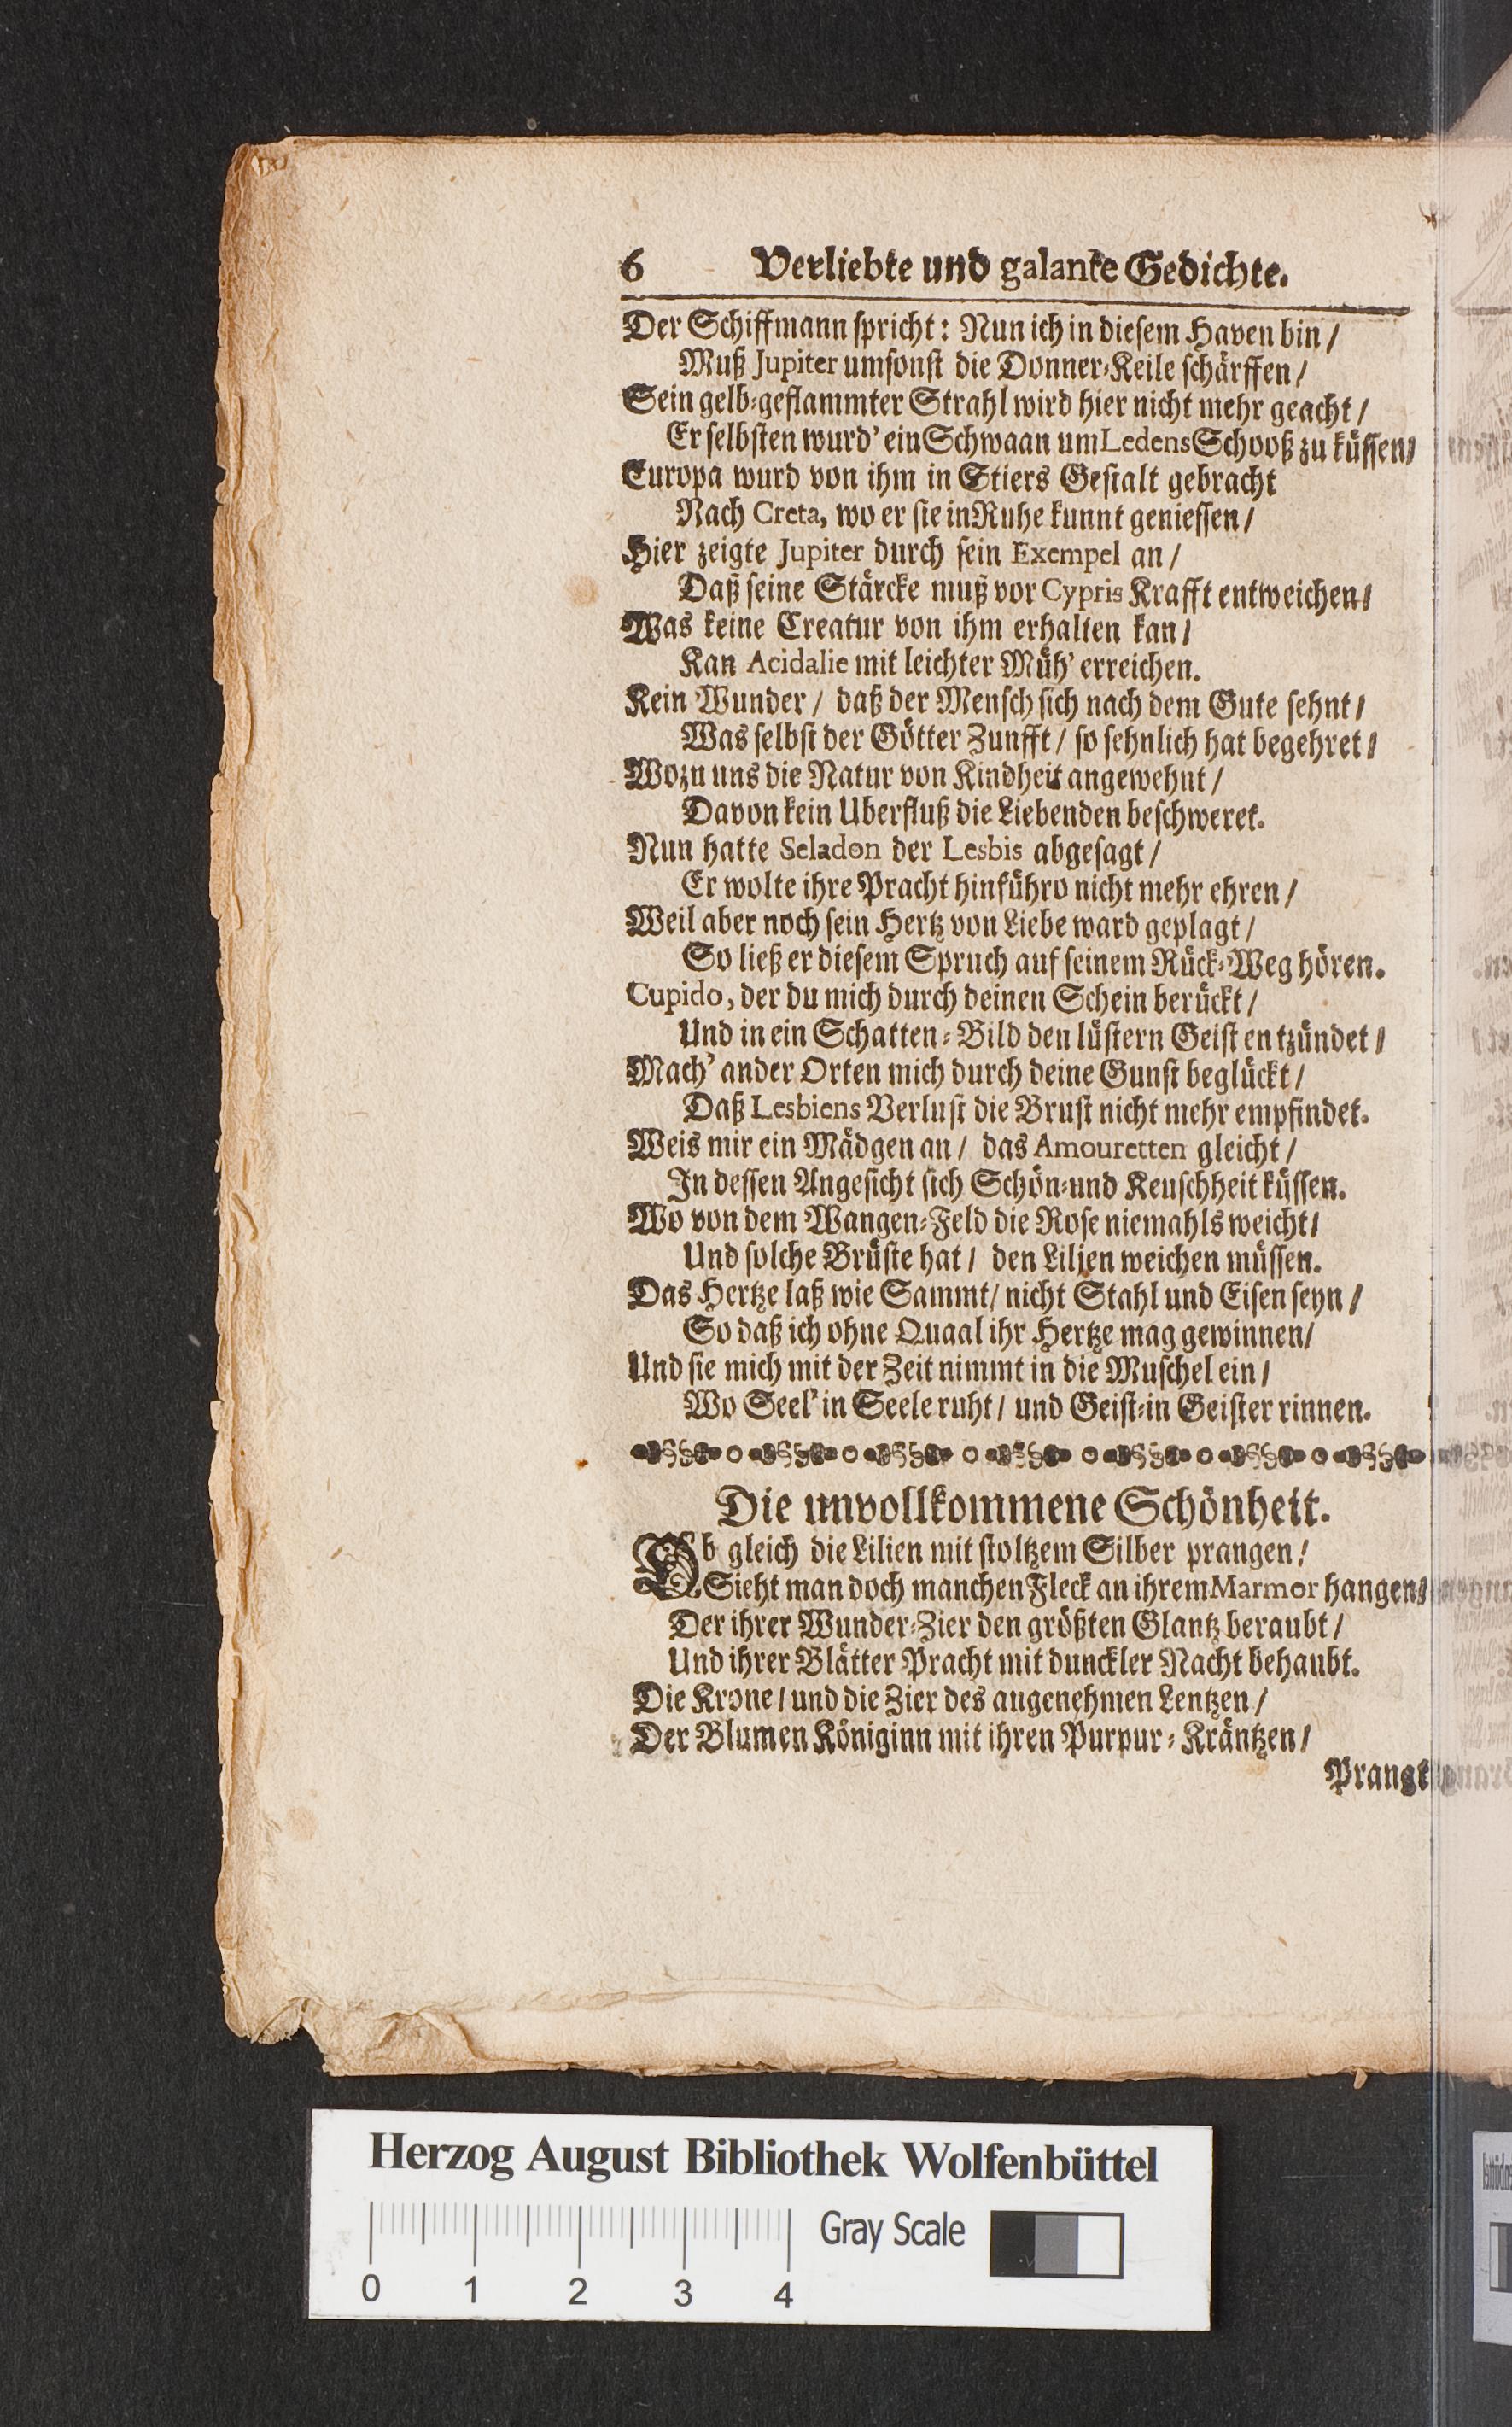 6 Verliebte und galante Gedichte.
Der Schiffmann spricht: Nun ich in diesem Haven bin /
Muß Jupiter umsonst die Donner-Keile schärffen /
Sein gelb-geflammter Strahl wird hier nicht mehr geacht /
Er selbsten wurd' ein Schwaan um Ledens Schooß zu küssen /
Europa wurd von ihm in Stiers Gestalt gebracht
Nach Creta, wo er sie in Ruhe kunnt geniessen /
Hier zeigte Jupiter durch sein Exempel an /
Daß seine Stärcke muß vor Cypris Krafft entweichen /
Was keine Creatur von ihm erhalten kan /
Kan Acidalie mit leichter Müh' erreichen.
Kein Wunder / daß der Mensch sich nach dem Gute sehnt /
Was selbst der Götter Zunfft / so sehnlich hat begehret /
Wozu uns die Natur von Kindheit angewehnt /
Davon kein Uberfluß die Liebenden beschweret.
Nun hatte Seladon der Lesbis abgesagt /
Er wolte ihre Pracht hinführo nicht mehr ehren /
Weil aber noch sein Hertz von Liebe ward geplagt /
So ließ er diesem Spruch auf seinem Rück-Weg hören.
Cupido, der du mich durch deinen Schein berückt /
Und in ein Schatten-Bild den lüstern Geist entzündet /
Mach' ander Orten mich durch deine Gunst beglückt /
Daß Lesbiens Verlust die Brust nicht mehr empfindet.
Weis mir ein Mädgen an / das Amouretten gleicht /
In dessen Angesicht sich Schön-und Keuschheit küssen.
Wo von dem Wangen-Feld die Rose niemahls weicht /
Und solche Brüste hat / den Liljen weichen müssen.
Das Hertze laß wie Sammt / nicht Stahl und Eisen seyn /
So daß ich ohne Quaal ihr Hertze mag gewinnen /
Und sie mich mit der Zeit nimmt in die Muschel ein /
Wo Seel' in Seele ruht / und Geist-in Geister rinnen.
Die unvollkommene Schönheit.
Ob gleich die Lilien mit stoltzem Silber prangen /
Sieht man doch manchen Fleck an ihrem Marmor hangen /
Der ihrer Wunder-Zier den größten Glantz beraubt /
Und ihrer Blätter Pracht mit dunckler Nacht behaubt.
Die Krone / und die Zier des angenehmen Lentzen /
Der Blumen Königinn mit ihren Purpur-Kräntzen /
Prangt
Herzog August Bibliothek Wolfenbüttel
Gray Scale
0 1 2 3 4